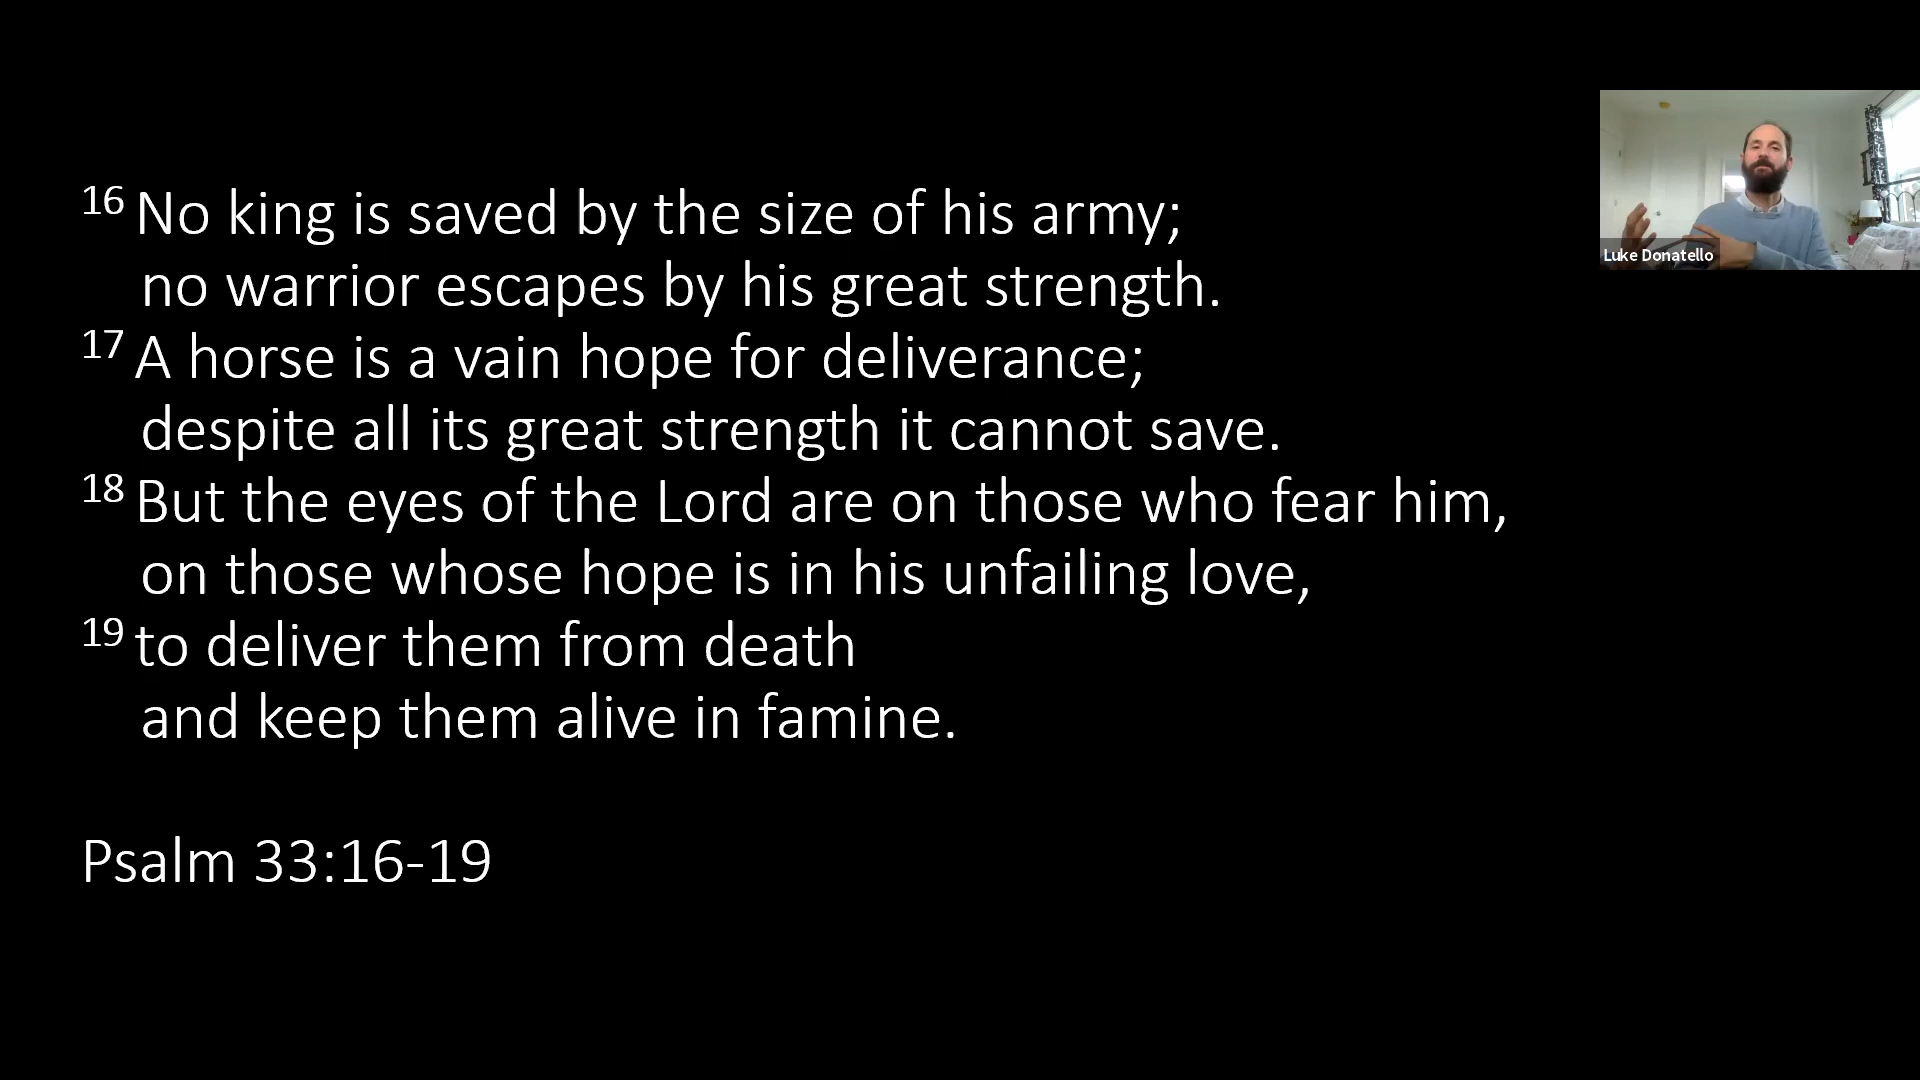 16 No king is saved by the size of his army;
no warrior escapes by his great strength.
17 A horse is a vain hope for deliverance;
despite all its great strength it cannot save.
18 But the eyes of the Lord are on those who fear him,
on those whose hope is in his unfailing love,
19 to deliver them from death
and keep them alive in famine.
Psalm 33:16-19
Luke Donatello